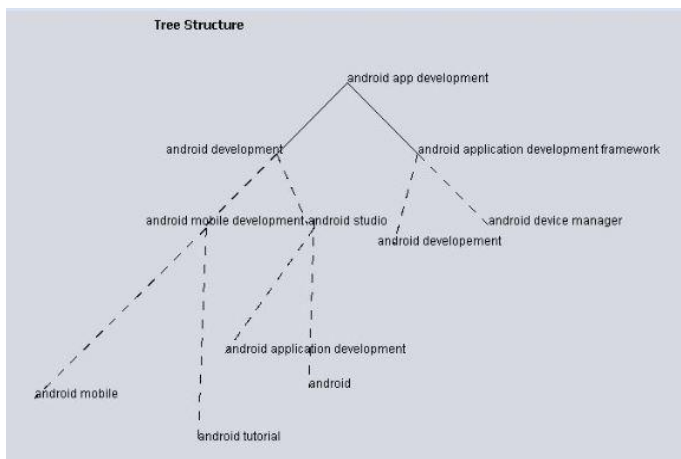 Tree Structure
android app development
android development
android application development framework
android mobile development
android studio
android device manager
android developement
android application development
android
android mobile
android tutorial